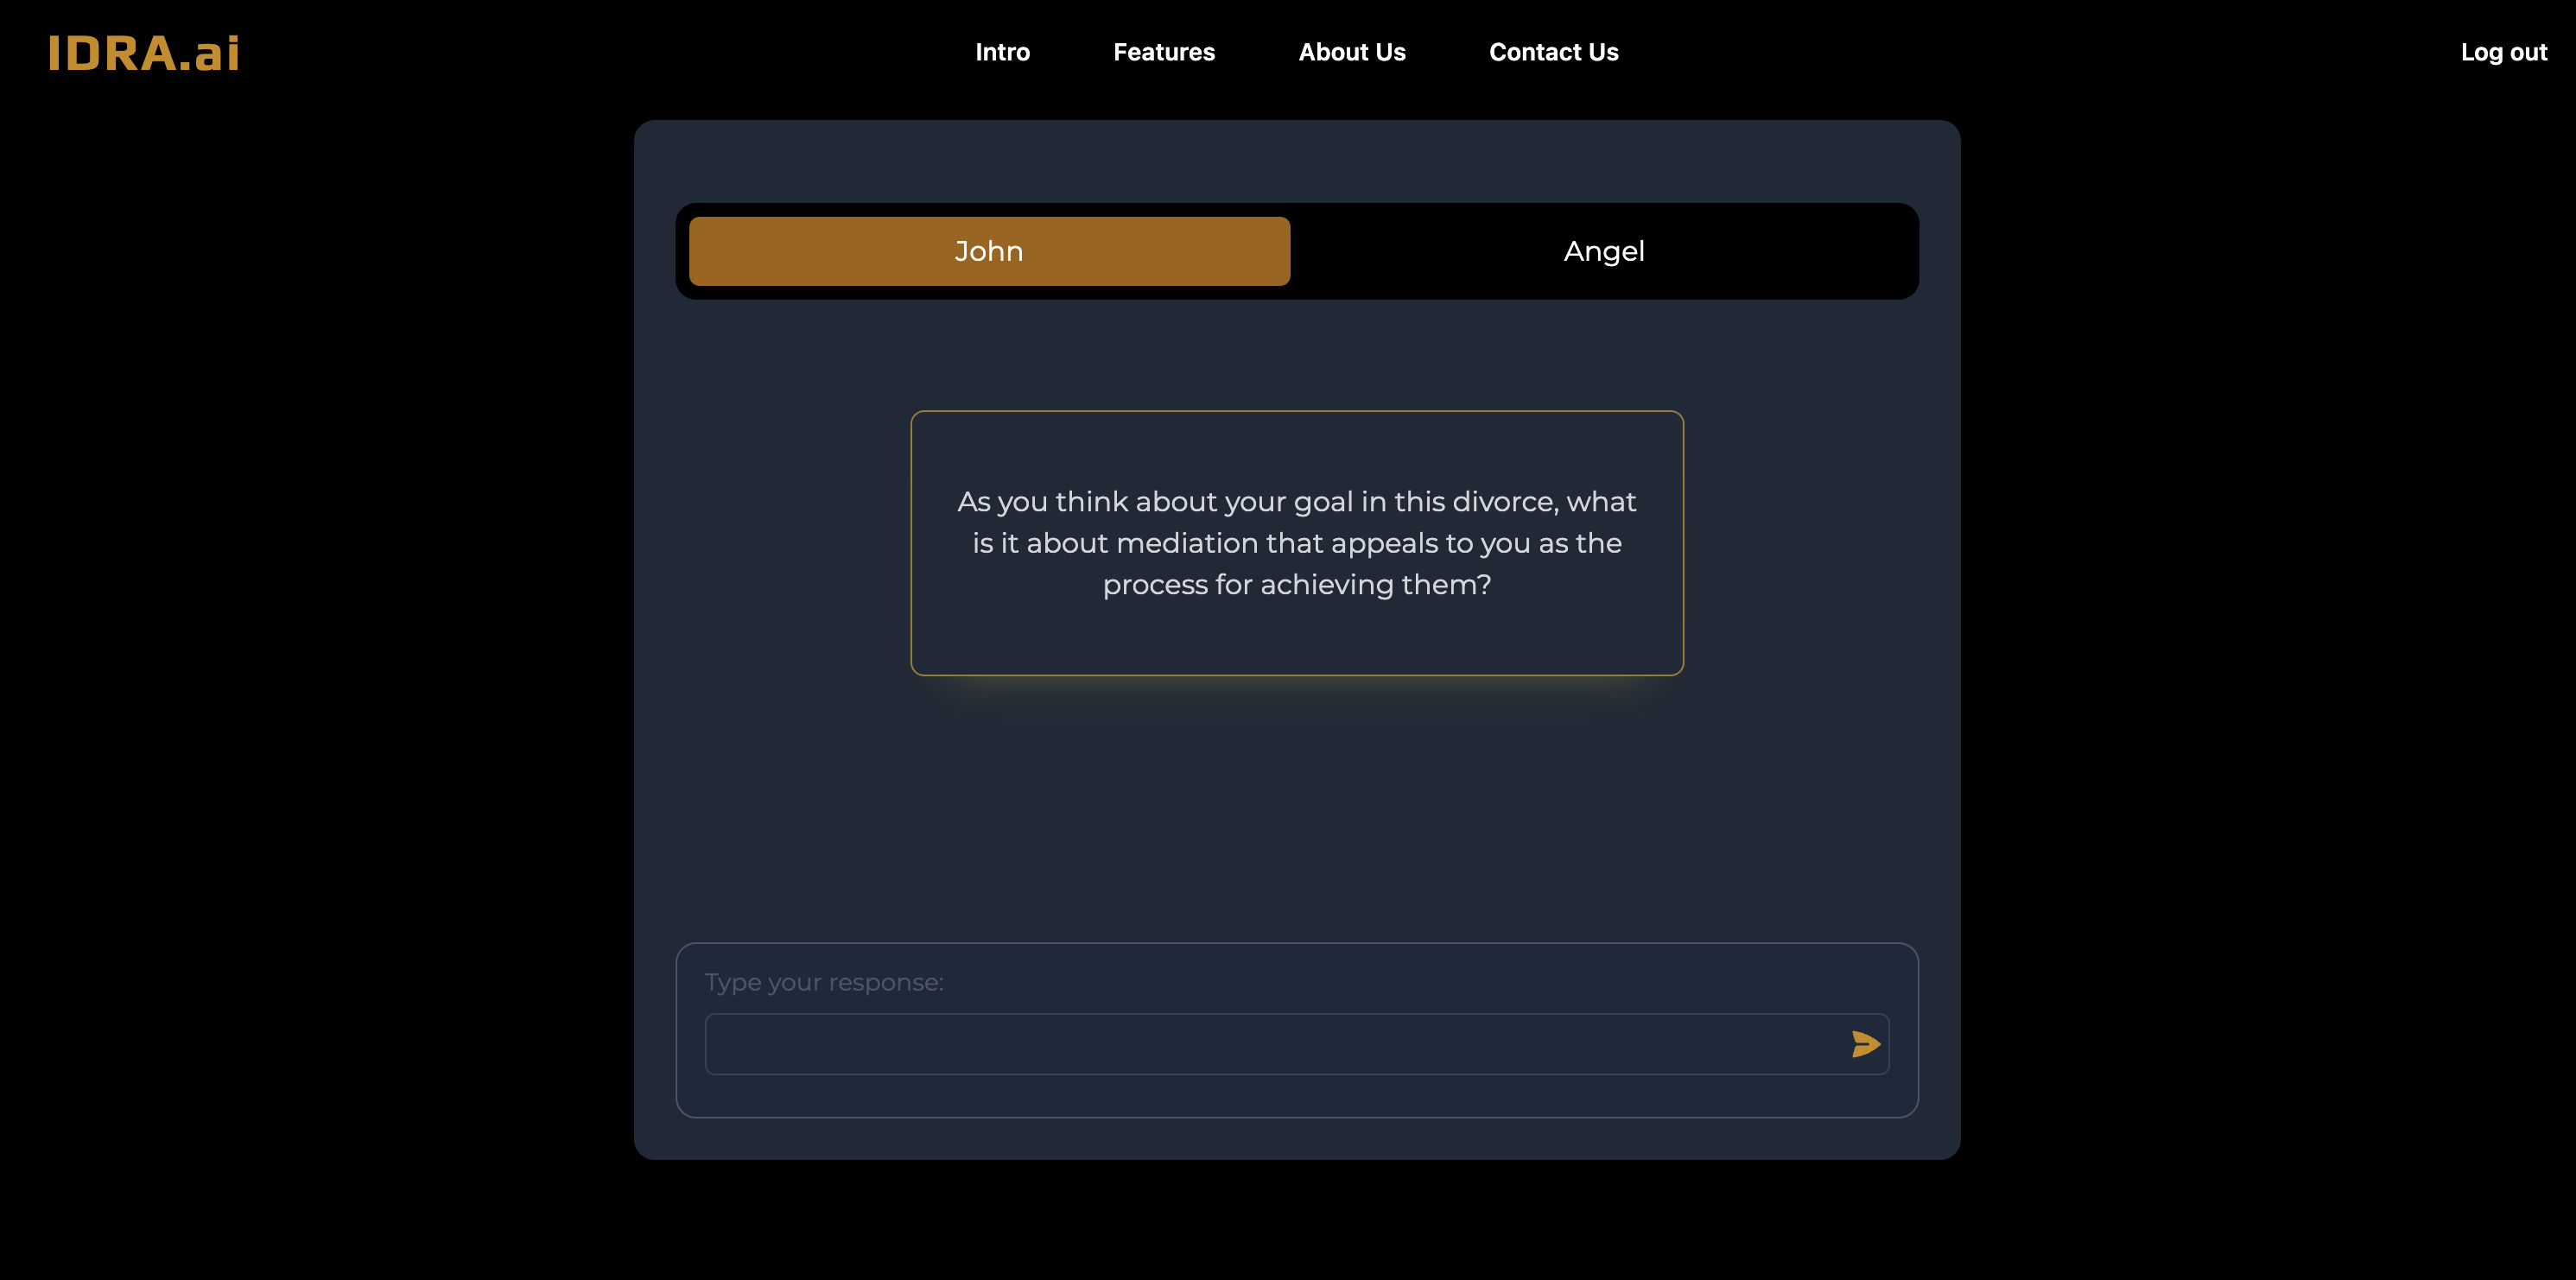 IDRA.ai
Intro Features About Us Contact Us Log out
John Angel
As you think about your goal in this divorce, what
is it about mediation that appeals to you as the
process for achieving them?
Type your response: